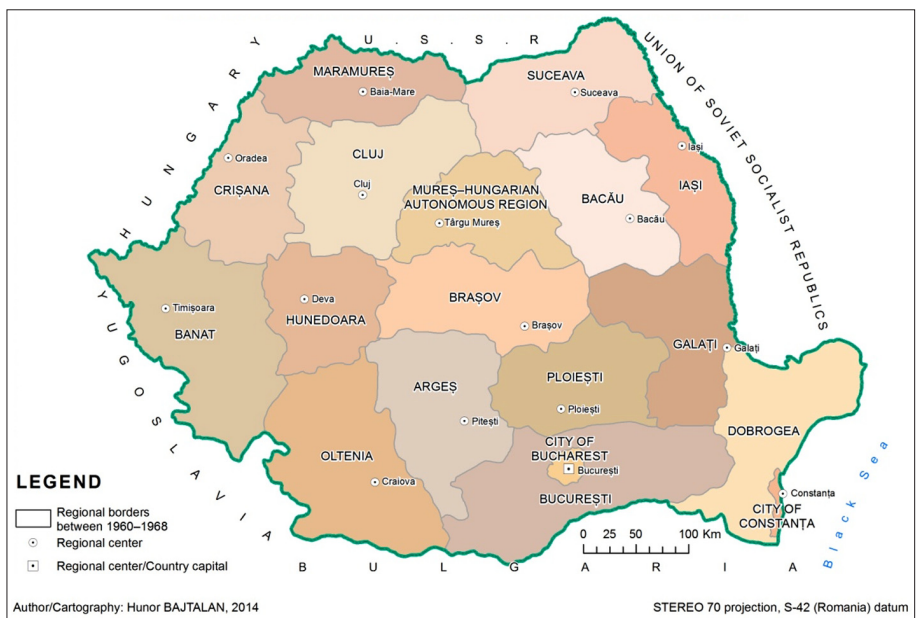 U. S. S. R
UNION OF SOVIET SOCIALIST REPUBLICS
HUNGARY
YUGOSLAVIA
BULGARIA
Black Sea
MARAMUREȘ
Baia-Mare
SUCEAVA
Suceava
Oradea
CRIȘANA
CLUJ
Cluj
MUREȘ–HUNGARIAN
AUTONOMOUS REGION
Târgu Mureș
BACĂU
Bacău
Iași
IAȘI
Timișoara
BANAT
Deva
HUNEDOARA
BRAȘOV
Brașov
GALAȚI
Galați
ARGEȘ
Pitești
PLOIEȘTI
Ploiești
DOBROGEA
OLTENIA
Craiova
CITY OF
BUCHAREST
București
BUCUREȘTI
Constanța
CITY OF
CONSTANȚA
LEGEND
Regional borders
between 1960–1968
Regional center
Regional center/Country capital
0 25 50 100 Km
Author/Cartography: Hunor BAJTALAN, 2014
STEREO 70 projection, S-42 (Romania) datum